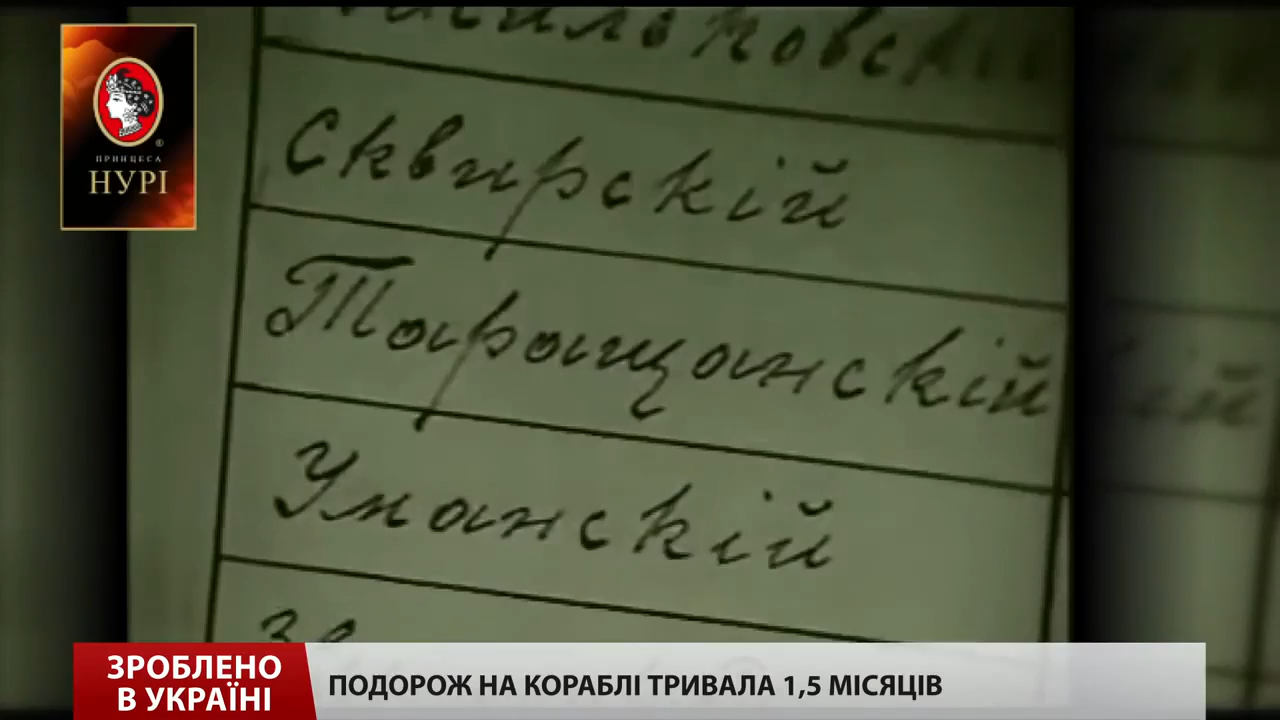 Сквирскій
Таращанскій
Уманскій
ПРИНЦЕСА
НУРІ
ЗРОБЛЕНО
В УКРАЇНІ
ПОДОРОЖ НА КОРАБЛІ ТРИВАЛА 1,5 МІСЯЦІВ